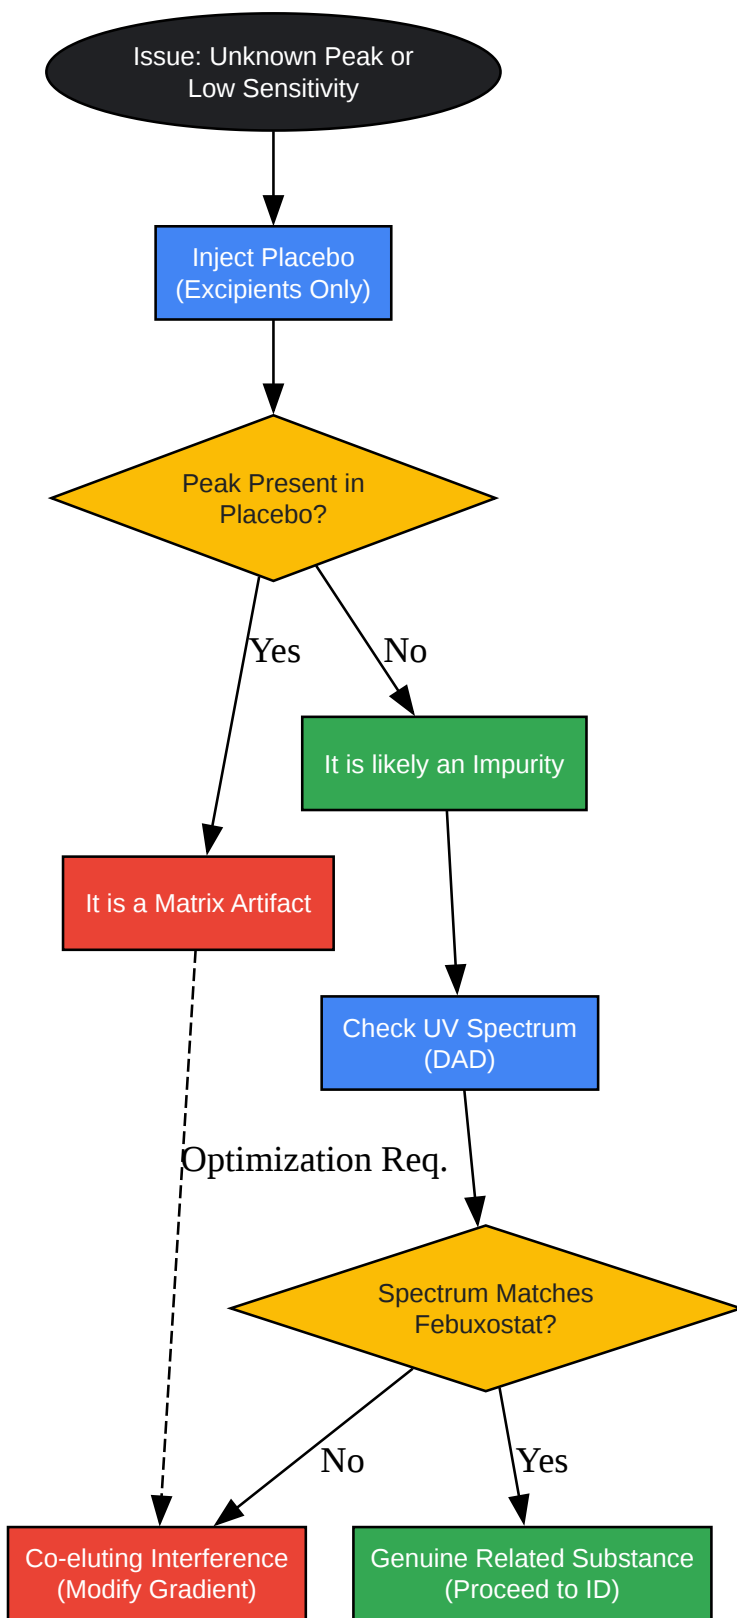 Issue: Unknown Peak or
Low Sensitivity
Inject Placebo
(Excipients Only)
Peak Present in
Placebo?
Yes
No
It is likely an Impurity
It is a Matrix Artifact
Check UV Spectrum
(DAD)
Optimization Req.
Spectrum Matches
Febuxostat?
No
Yes
Co-eluting Interference
(Modify Gradient)
Genuine Related Substance
(Proceed to ID)